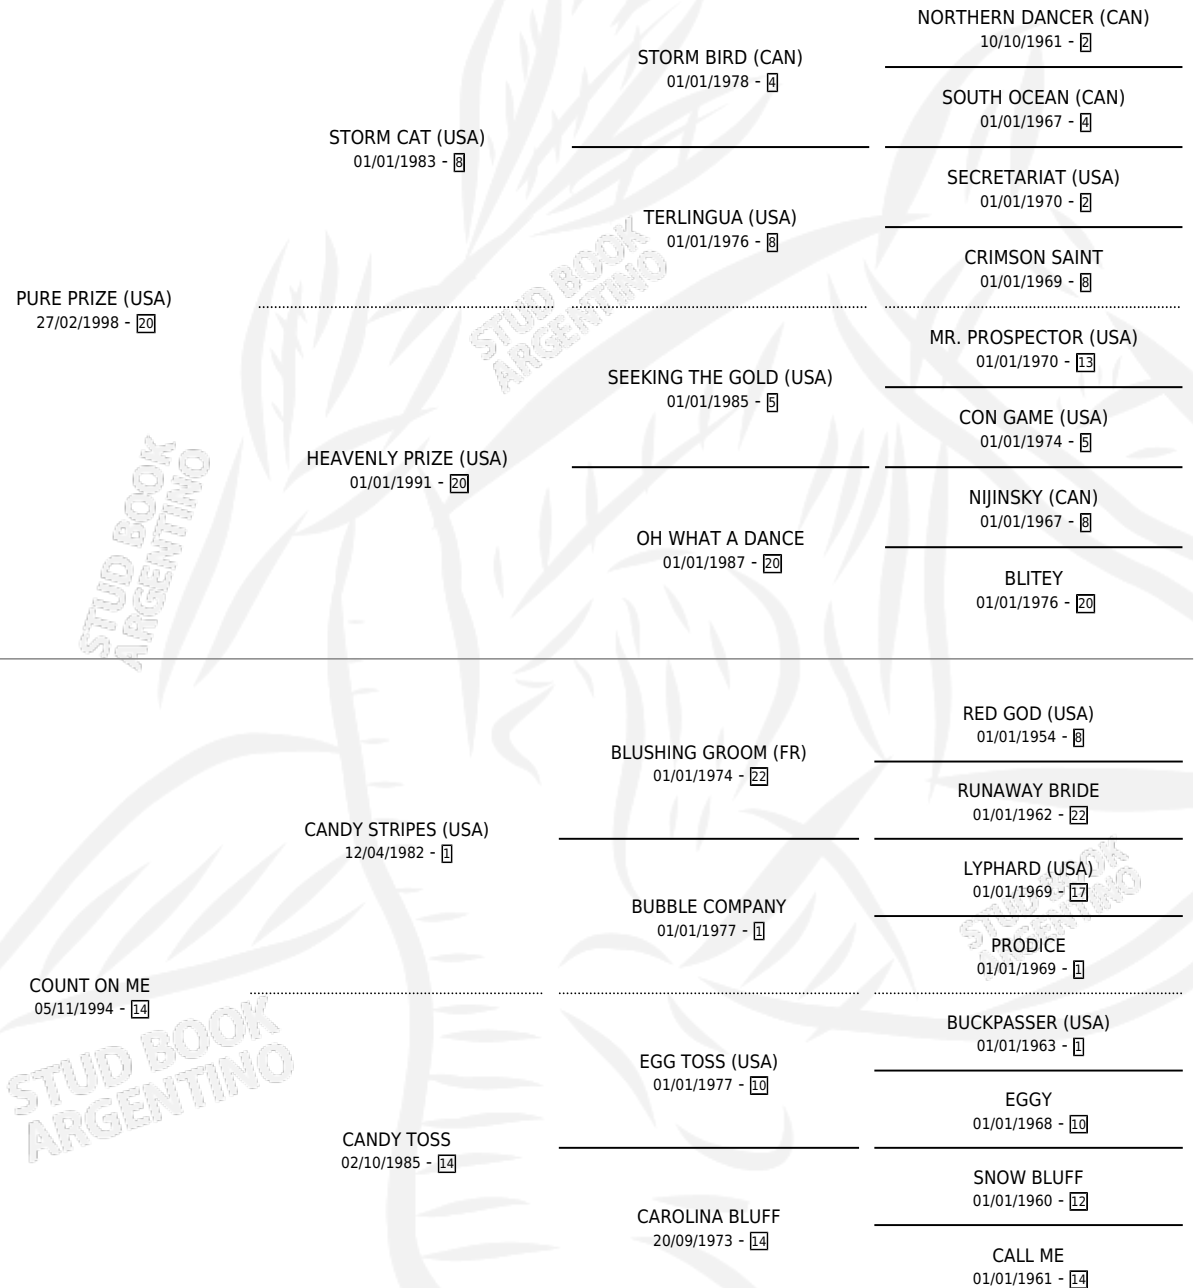 NORTHERN DANCER (CAN)
10/10/1961 - 2
STORM BIRD (CAN)
01/01/1978 - 4
SOUTH OCEAN (CAN)
01/01/1967 - 4
STORM CAT (USA)
01/01/1983 - 8
SECRETARIAT (USA)
01/01/1970 - 2
TERLINGUA (USA)
01/01/1976 - 8
CRIMSON SAINT
01/01/1969 - 8
PURE PRIZE (USA)
27/02/1998 - 20
MR. PROSPECTOR (USA)
01/01/1970 - 13
SEEKING THE GOLD (USA)
01/01/1985 - 5
CON GAME (USA)
01/01/1974 - 5
HEAVENLY PRIZE (USA)
01/01/1991 - 20
NIJINSKY (CAN)
01/01/1967 - 8
OH WHAT A DANCE
01/01/1987 - 20
BLITEY
01/01/1976 - 20
RED GOD (USA)
01/01/1954 - 8
BLUSHING GROOM (FR)
01/01/1974 - 22
RUNAWAY BRIDE
01/01/1962 - 22
CANDY STRIPES (USA)
12/04/1982 - 1
LYPHARD (USA)
01/01/1969 - 17
BUBBLE COMPANY
01/01/1977 - 1
PRODICE
01/01/1969 - 1
COUNT ON ME
05/11/1994 - 14
BUCKPASSER (USA)
01/01/1963 - 1
EGG TOSS (USA)
01/01/1977 - 10
EGGY
01/01/1968 - 10
CANDY TOSS
02/10/1985 - 14
SNOW BLUFF
01/01/1960 - 12
CAROLINA BLUFF
20/09/1973 - 14
CALL ME
01/01/1961 - 14
STUD BOOK
ARGENTINO
STUD BOOK
ARGENTINO
STUD BOOK
ARGENTINO
STUD BOOK
ARGENTINO